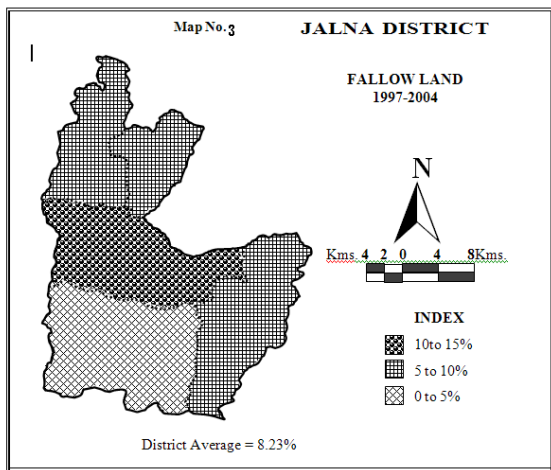 Map No.3
JALNA DISTRICT
FALLOW LAND
1997-2004
N
Kms. 4 2 0 4 8Kms.
INDEX
10to 15%
5 to 10%
0 to 5%
District Average = 8.23%